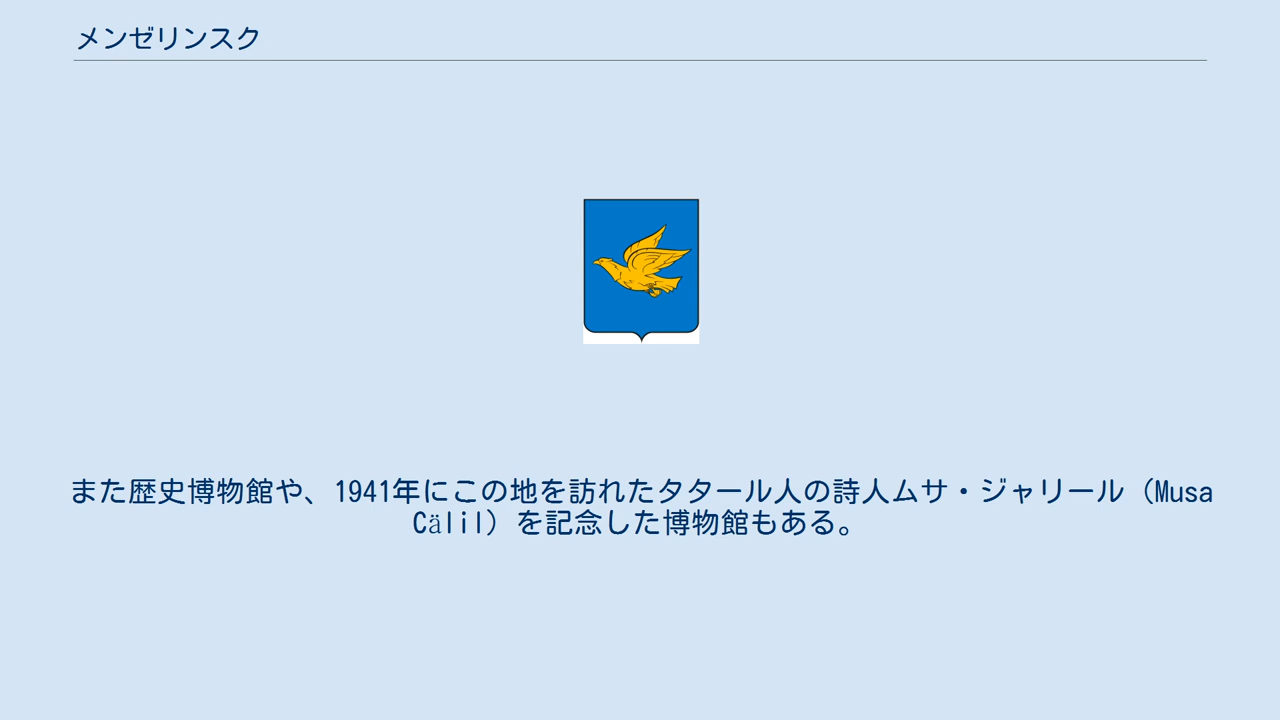 メンゼリンスク
また歴史博物館や、1941年にこの地を訪れたタタール人の詩人ムサ・ジャリール（Musa
Cälil）を記念した博物館もある。